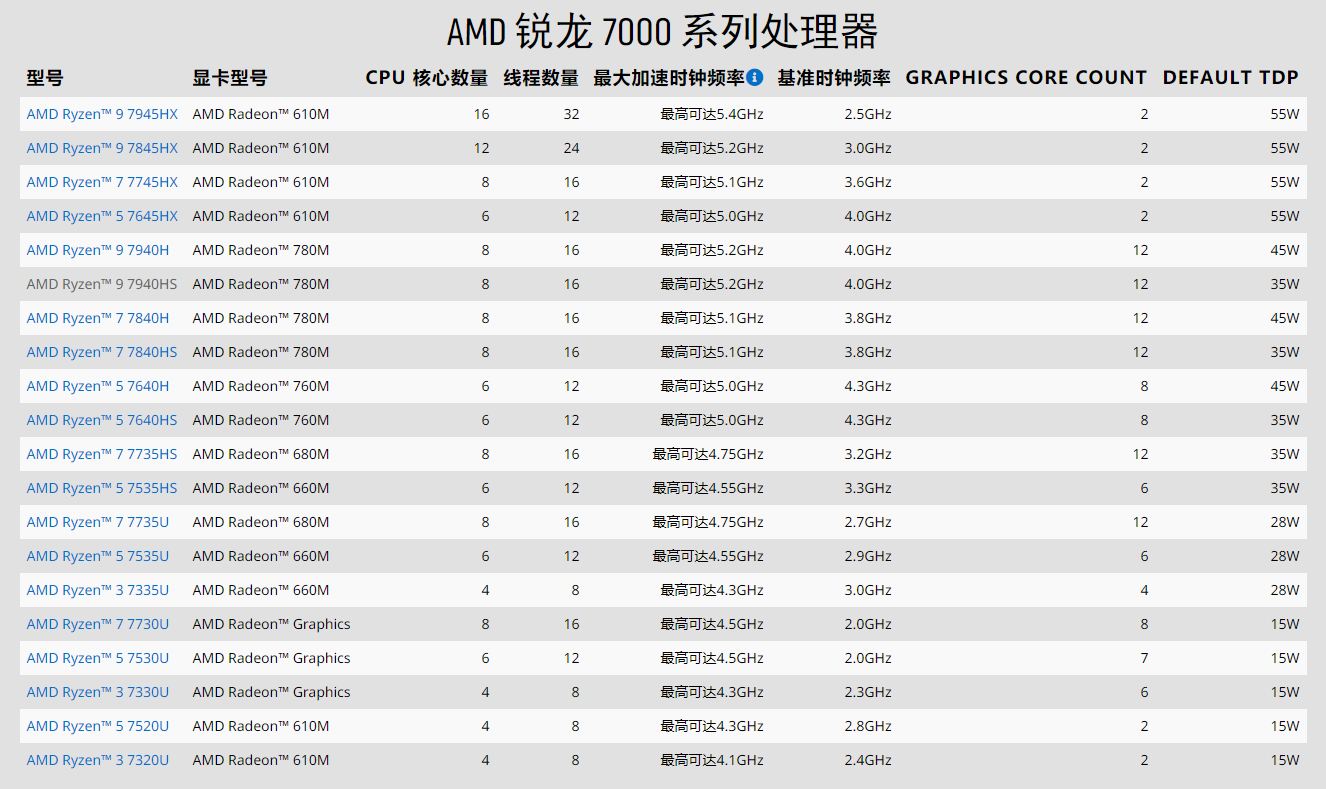 AMD 锐龙 7000 系列处理器
型号 显卡型号 CPU 核心数量 线程数量 最大加速时钟频率 基准时钟频率 GRAPHICS CORE COUNT DEFAULT TDP
AMD Ryzen™ 9 7945HX AMD Radeon™ 610M 16 32 最高可达5.4GHz 2.5GHz 2 55W
AMD Ryzen™ 9 7845HX AMD Radeon™ 610M 12 24 最高可达5.2GHz 3.0GHz 2 55W
AMD Ryzen™ 7 7745HX AMD Radeon™ 610M 8 16 最高可达5.1GHz 3.6GHz 2 55W
AMD Ryzen™ 5 7645HX AMD Radeon™ 610M 6 12 最高可达5.0GHz 4.0GHz 2 55W
AMD Ryzen™ 9 7940H AMD Radeon™ 780M 8 16 最高可达5.2GHz 4.0GHz 12 45W
AMD Ryzen™ 9 7940HS AMD Radeon™ 780M 8 16 最高可达5.2GHz 4.0GHz 12 35W
AMD Ryzen™ 7 7840H AMD Radeon™ 780M 8 16 最高可达5.1GHz 3.8GHz 12 45W
AMD Ryzen™ 7 7840HS AMD Radeon™ 780M 8 16 最高可达5.1GHz 3.8GHz 12 35W
AMD Ryzen™ 5 7640H AMD Radeon™ 760M 6 12 最高可达5.0GHz 4.3GHz 8 45W
AMD Ryzen™ 5 7640HS AMD Radeon™ 760M 6 12 最高可达5.0GHz 4.3GHz 8 35W
AMD Ryzen™ 7 7735HS AMD Radeon™ 680M 8 16 最高可达4.75GHz 3.2GHz 12 35W
AMD Ryzen™ 5 7535HS AMD Radeon™ 660M 6 12 最高可达4.55GHz 3.3GHz 6 35W
AMD Ryzen™ 7 7735U AMD Radeon™ 680M 8 16 最高可达4.75GHz 2.7GHz 12 28W
AMD Ryzen™ 5 7535U AMD Radeon™ 660M 6 12 最高可达4.55GHz 2.9GHz 6 28W
AMD Ryzen™ 3 7335U AMD Radeon™ 660M 4 8 最高可达4.3GHz 3.0GHz 4 28W
AMD Ryzen™ 7 7730U AMD Radeon™ Graphics 8 16 最高可达4.5GHz 2.0GHz 8 15W
AMD Ryzen™ 5 7530U AMD Radeon™ Graphics 6 12 最高可达4.5GHz 2.0GHz 7 15W
AMD Ryzen™ 3 7330U AMD Radeon™ Graphics 4 8 最高可达4.3GHz 2.3GHz 6 15W
AMD Ryzen™ 5 7520U AMD Radeon™ 610M 4 8 最高可达4.3GHz 2.8GHz 2 15W
AMD Ryzen™ 3 7320U AMD Radeon™ 610M 4 8 最高可达4.1GHz 2.4GHz 2 15W